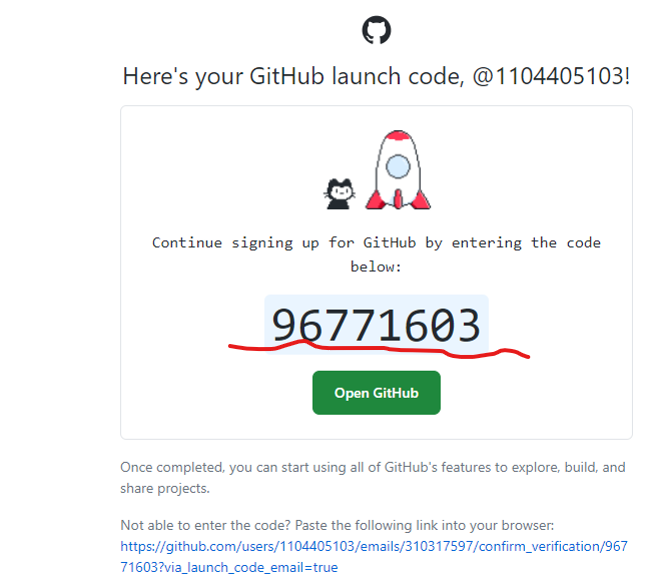 Here's your GitHub launch code, @1104405103!
Continue signing up for GitHub by entering the code
below:
96771603
Open GitHub
Once completed, you can start using all of GitHub's features to explore, build, and
share projects.
Not able to enter the code? Paste the following link into your browser:
https://github.com/users/1104405103/emails/310317597/confirm_verification/967
71603?via_launch_code_email=true